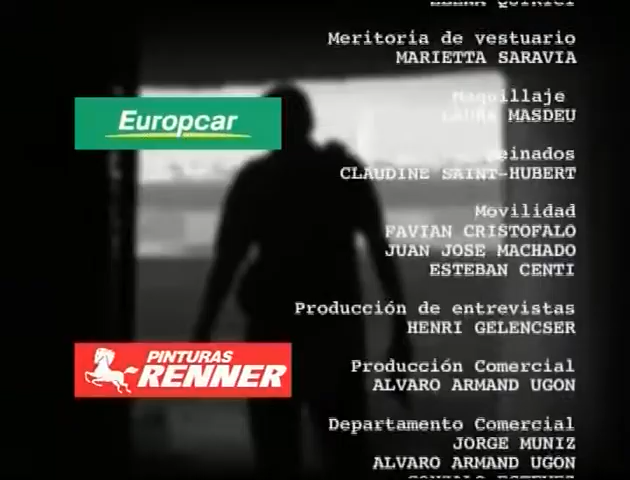 Meritoria de vestuario
MARIETTA SARAVIA
Maquillaje
LAURA MASDEU
Europcar
CLAUDINE SAINT-HUBERT
Movilidad
FAVIAN CRISTOFALO
JUAN JOSE MACHADO
ESTEBAN CENTI
Producción de entrevistas
HENRI GELENCSER
PINTURAS
RENNER
Producción Comercial
ALVARO ARMAND UGON
Departamento Comercial
JORGE MUNIZ
ALVARO ARMAND UGON